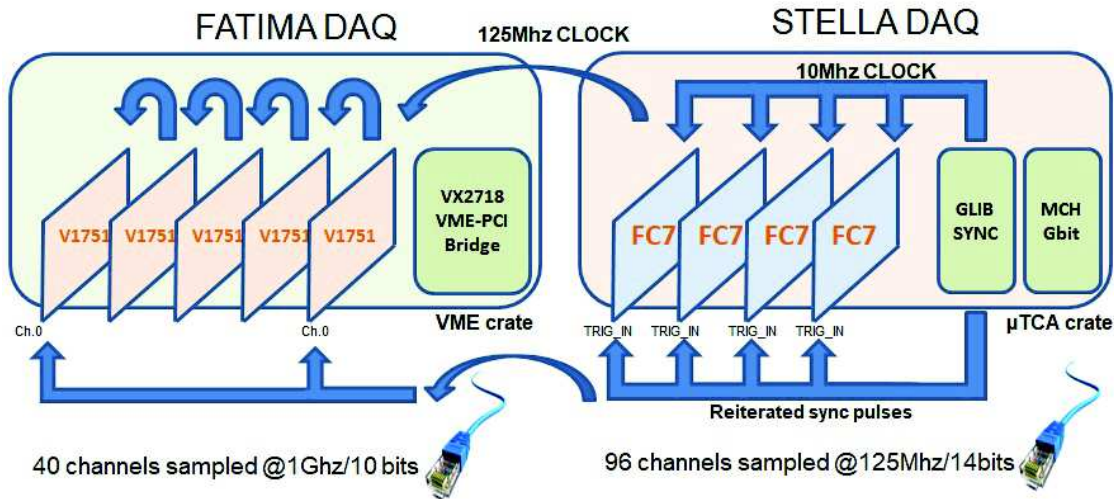 FATIMA DAQ
125Mhz CLOCK
STELLA DAQ
10Mhz CLOCK
V1751
V1751
V1751
V1751
V1751
VX2718
VME-PCI
Bridge
FC7
FC7
FC7
FC7
GLIB
SYNC
MCH
Gbit
Ch.0
Ch.0
VME crate
TRIG_IN
TRIG_IN
TRIG_IN
TRIG_IN
µTCA crate
Reiterated sync pulses
40 channels sampled @1Ghz/10 bits
96 channels sampled @125Mhz/14bits